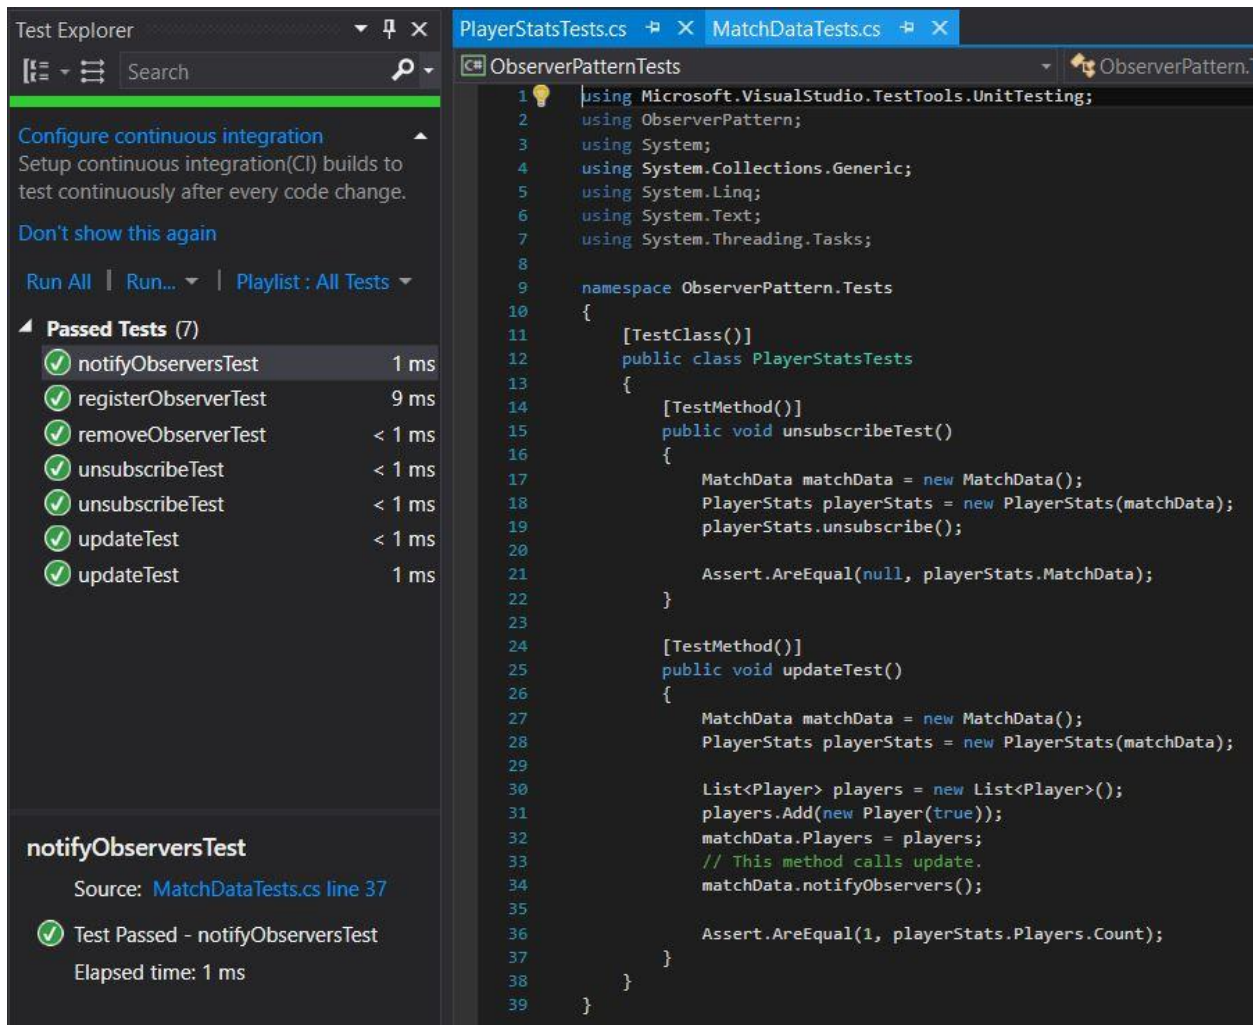 Test Explorer
Search
Configure continuous integration
Setup continuous integration(CI) builds to
test continuously after every code change.
Don't show this again
Run All | Run... | Playlist : All Tests
Passed Tests (7)
notifyObserversTest 1 ms
registerObserverTest 9 ms
removeObserverTest < 1 ms
unsubscribeTest < 1 ms
unsubscribeTest < 1 ms
updateTest < 1 ms
updateTest 1 ms
notifyObserversTest
Source: MatchDataTests.cs line 37
Test Passed - notifyObserversTest
Elapsed time: 1 ms
PlayerStatsTests.cs MatchDataTests.cs
C# ObserverPatternTests ObserverPattern.
1 using Microsoft.VisualStudio.TestTools.UnitTesting;
2 using ObserverPattern;
3 using System;
4 using System.Collections.Generic;
5 using System.Linq;
6 using System.Text;
7 using System.Threading.Tasks;
8
9 namespace ObserverPattern.Tests
10 {
11 [TestClass()]
12 public class PlayerStatsTests
13 {
14 [TestMethod()]
15 public void unsubscribeTest()
16 {
17 MatchData matchData = new MatchData();
18 PlayerStats playerStats = new PlayerStats(matchData);
19 playerStats.unsubscribe();
20
21 Assert.AreEqual(null, playerStats.MatchData);
22 }
23
24 [TestMethod()]
25 public void updateTest()
26 {
27 MatchData matchData = new MatchData();
28 PlayerStats playerStats = new PlayerStats(matchData);
29
30 List<Player> players = new List<Player>();
31 players.Add(new Player(true));
32 matchData.Players = players;
33 // This method calls update.
34 matchData.notifyObservers();
35
36 Assert.AreEqual(1, playerStats.Players.Count);
37 }
38 }
39 }